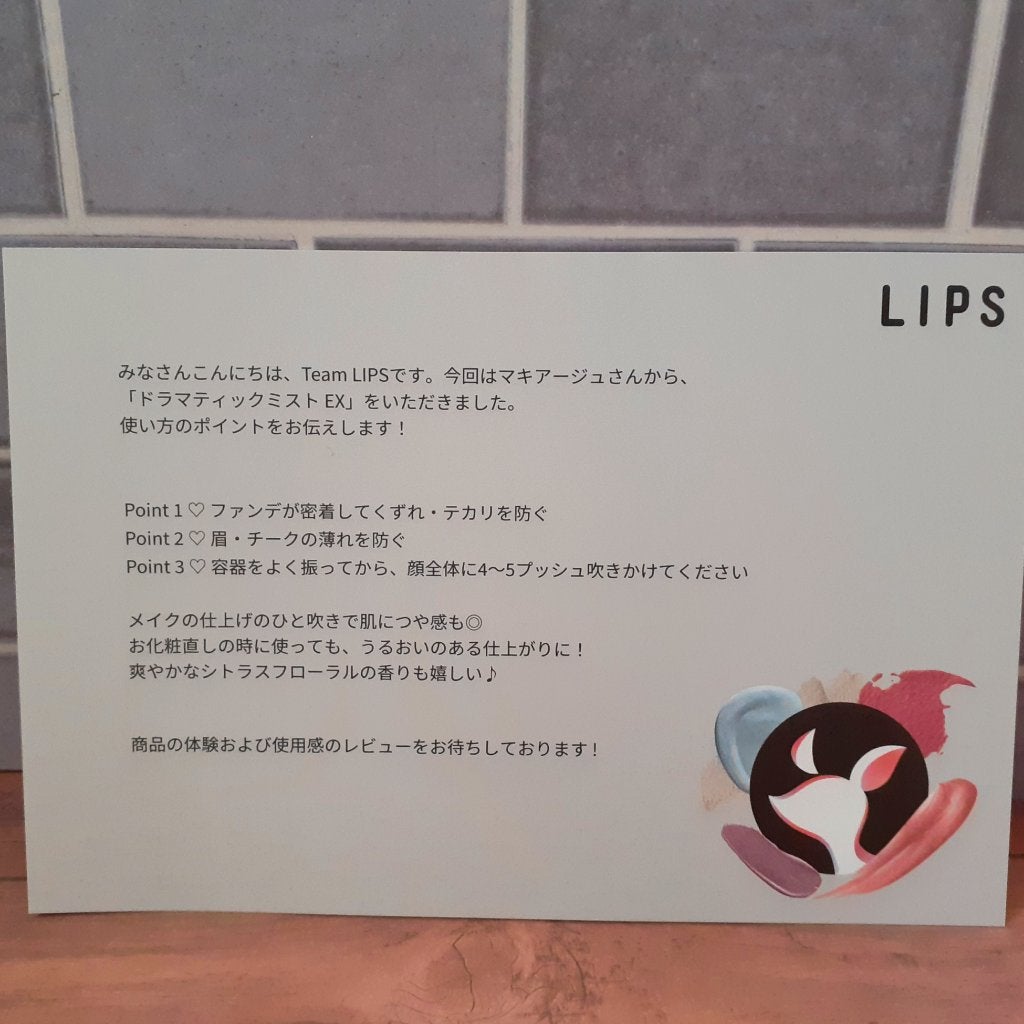 LIPS
みなさんこんにちは、Team LIPSです。今回はマキアージュさんから、
「ドラマティックミスト EX」をいただきました。
使い方のポイントをお伝えします！
Point 1 ♡ ファンデが密着してくずれ・テカリを防ぐ
Point 2 ♡ 眉・チークの薄れを防ぐ
Point 3 ♡ 容器をよく振ってから、顔全体に4〜5プッシュ吹きかけてください
メイクの仕上げのひと吹きで肌につや感も◎
お化粧直しの時に使っても、うるおいのある仕上がりに！
爽やかなシトラスフローラルの香りも嬉しい♪
商品の体験および使用感のレビューをお待ちしております！